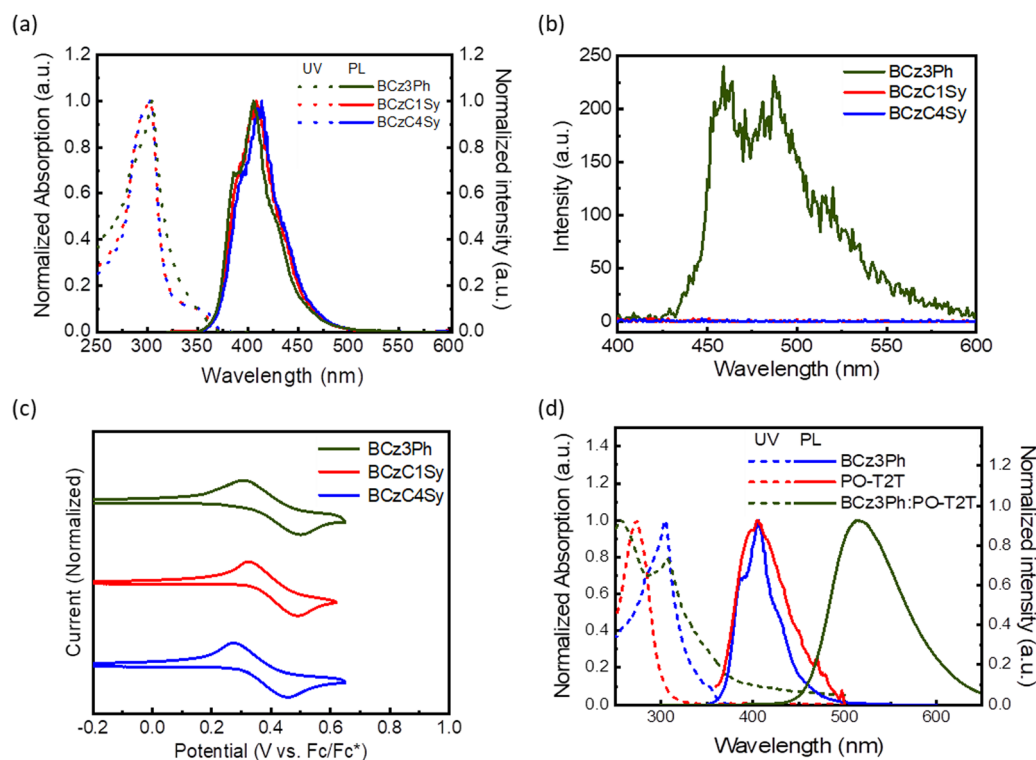 (a)
Normalized Absorption (a.u.)
1.2
1.0
0.8
0.6
0.4
0.2
0.0
UV PL
BCz3Ph
BCzC1Sy
BCzC4Sy
1.2
1.0
0.8
0.6
0.4
0.2
0.0
Normalized intensity (a.u.)
250 300 350 400 450 500 550 600
Wavelength (nm)
(b)
Intensity (a.u.)
250
200
150
100
50
0
BCz3Ph
BCzC1Sy
BCzC4Sy
400 450 500 550 600
Wavelength (nm)
(c)
Current (Normalized)
BCz3Ph
BCzC1Sy
BCzC4Sy
-0.2 0.0 0.2 0.4 0.6 0.8 1.0
Potential (V vs. Fc/Fc*)
(d)
Normalized Absorption (a.u.)
1.4
1.2
1.0
0.8
0.6
0.4
0.2
0.0
UV PL
BCz3Ph
PO-T2T
BCz3Ph:PO-T2T
1.2
1.0
0.8
0.6
0.4
0.2
0.0
Normalized intensity (a.u.)
300 400 500 600
Wavelength (nm)